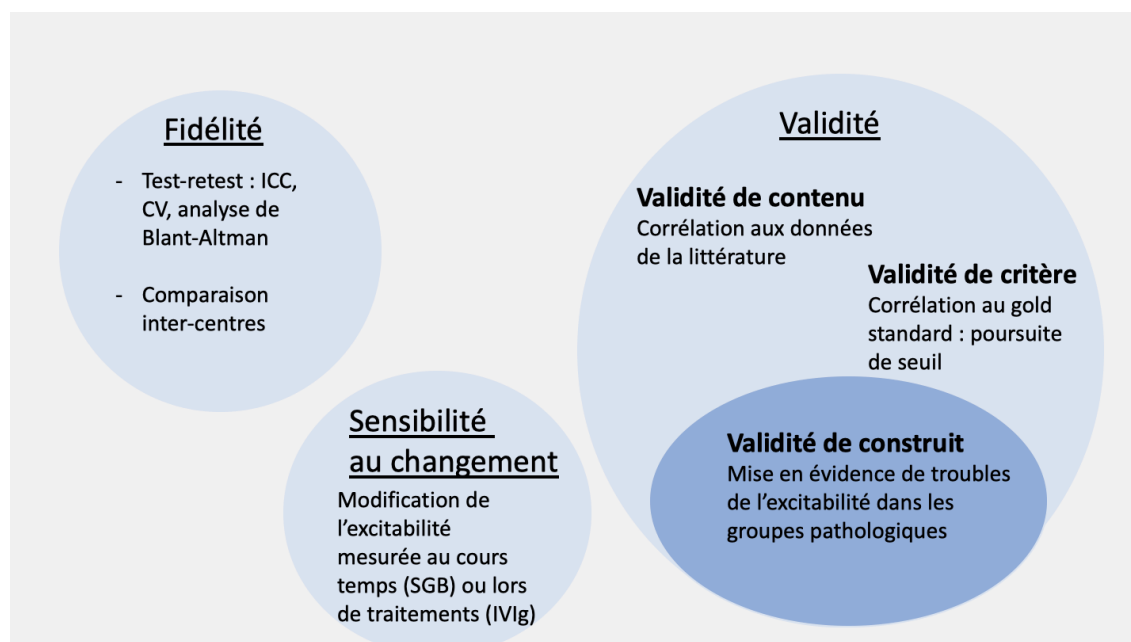 Fidélité
- Test-retest : ICC,
CV, analyse de
Blant-Altman
- Comparaison
inter-centres
Sensibilité
au changement
Modification de
l'excitabilité
mesurée au cours
temps (SGB) ou lors
de traitements (IVIg)
Validité
Validité de contenu
Corrélation aux données
de la littérature
Validité de critère
Corrélation au gold
standard : poursuite
de seuil
Validité de construit
Mise en évidence de troubles
de l'excitabilité dans les
groupes pathologiques